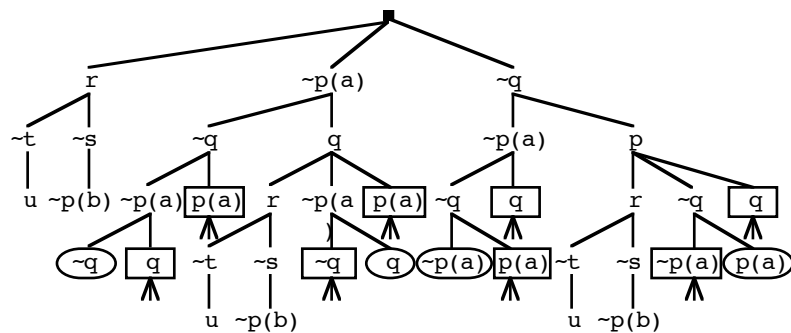 r ~p(a) ~q
~t ~s ~q q ~p(a) p
u ~p(b) ~p(a) p(a) r ~p(a p(a) ~q q r ~q q
)
~q q ~t ~s ~q q ~p(a) p(a) ~t ~s ~p(a) p(a)
u ~p(b) u ~p(b)